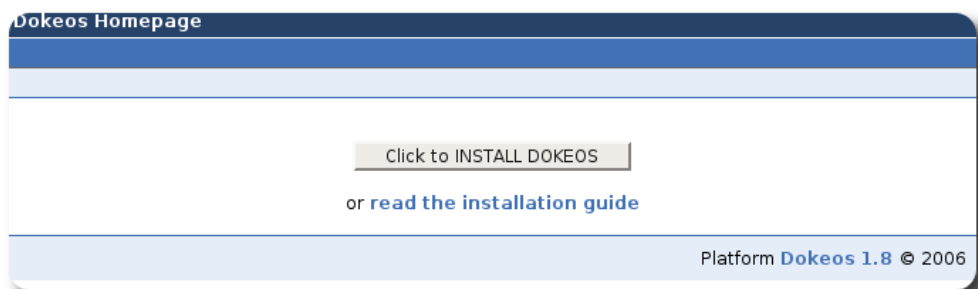 Dokeos Homepage
Click to INSTALL DOKEOS
or read the installation guide
Platform Dokeos 1.8 © 2006